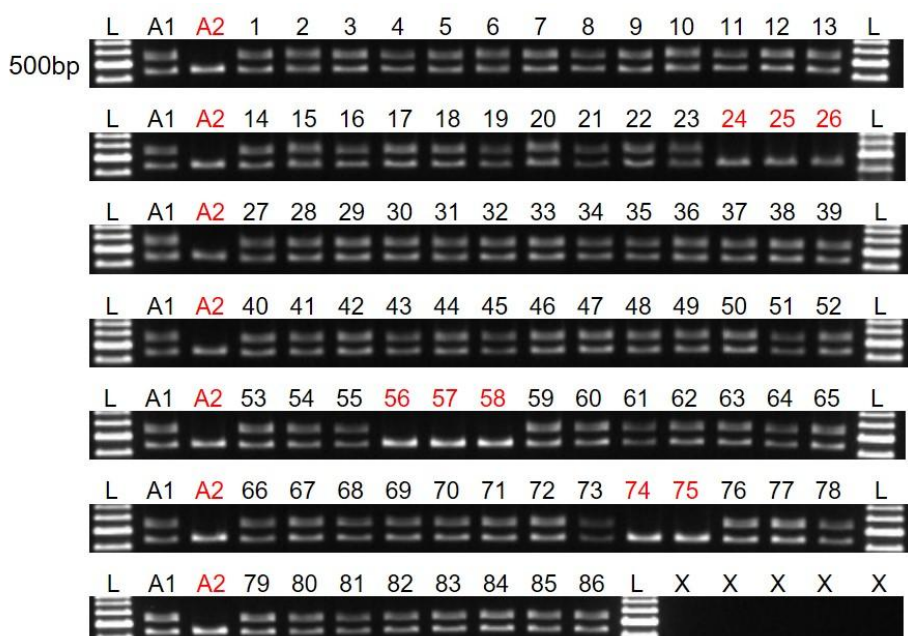 L A1 A2 1 2 3 4 5 6 7 8 9 10 11 12 13 L
500bp
L A1 A2 14 15 16 17 18 19 20 21 22 23 24 25 26 L
L A1 A2 27 28 29 30 31 32 33 34 35 36 37 38 39 L
L A1 A2 40 41 42 43 44 45 46 47 48 49 50 51 52 L
L A1 A2 53 54 55 56 57 58 59 60 61 62 63 64 65 L
L A1 A2 66 67 68 69 70 71 72 73 74 75 76 77 78 L
L A1 A2 79 80 81 82 83 84 85 86 L X X X X X